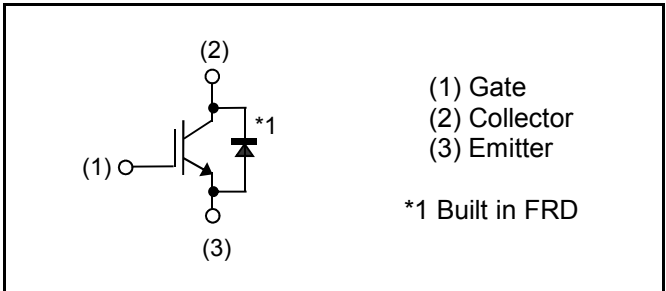 (2)
*1
(1)
(3)
(1) Gate
(2) Collector
(3) Emitter
*1 Built in FRD